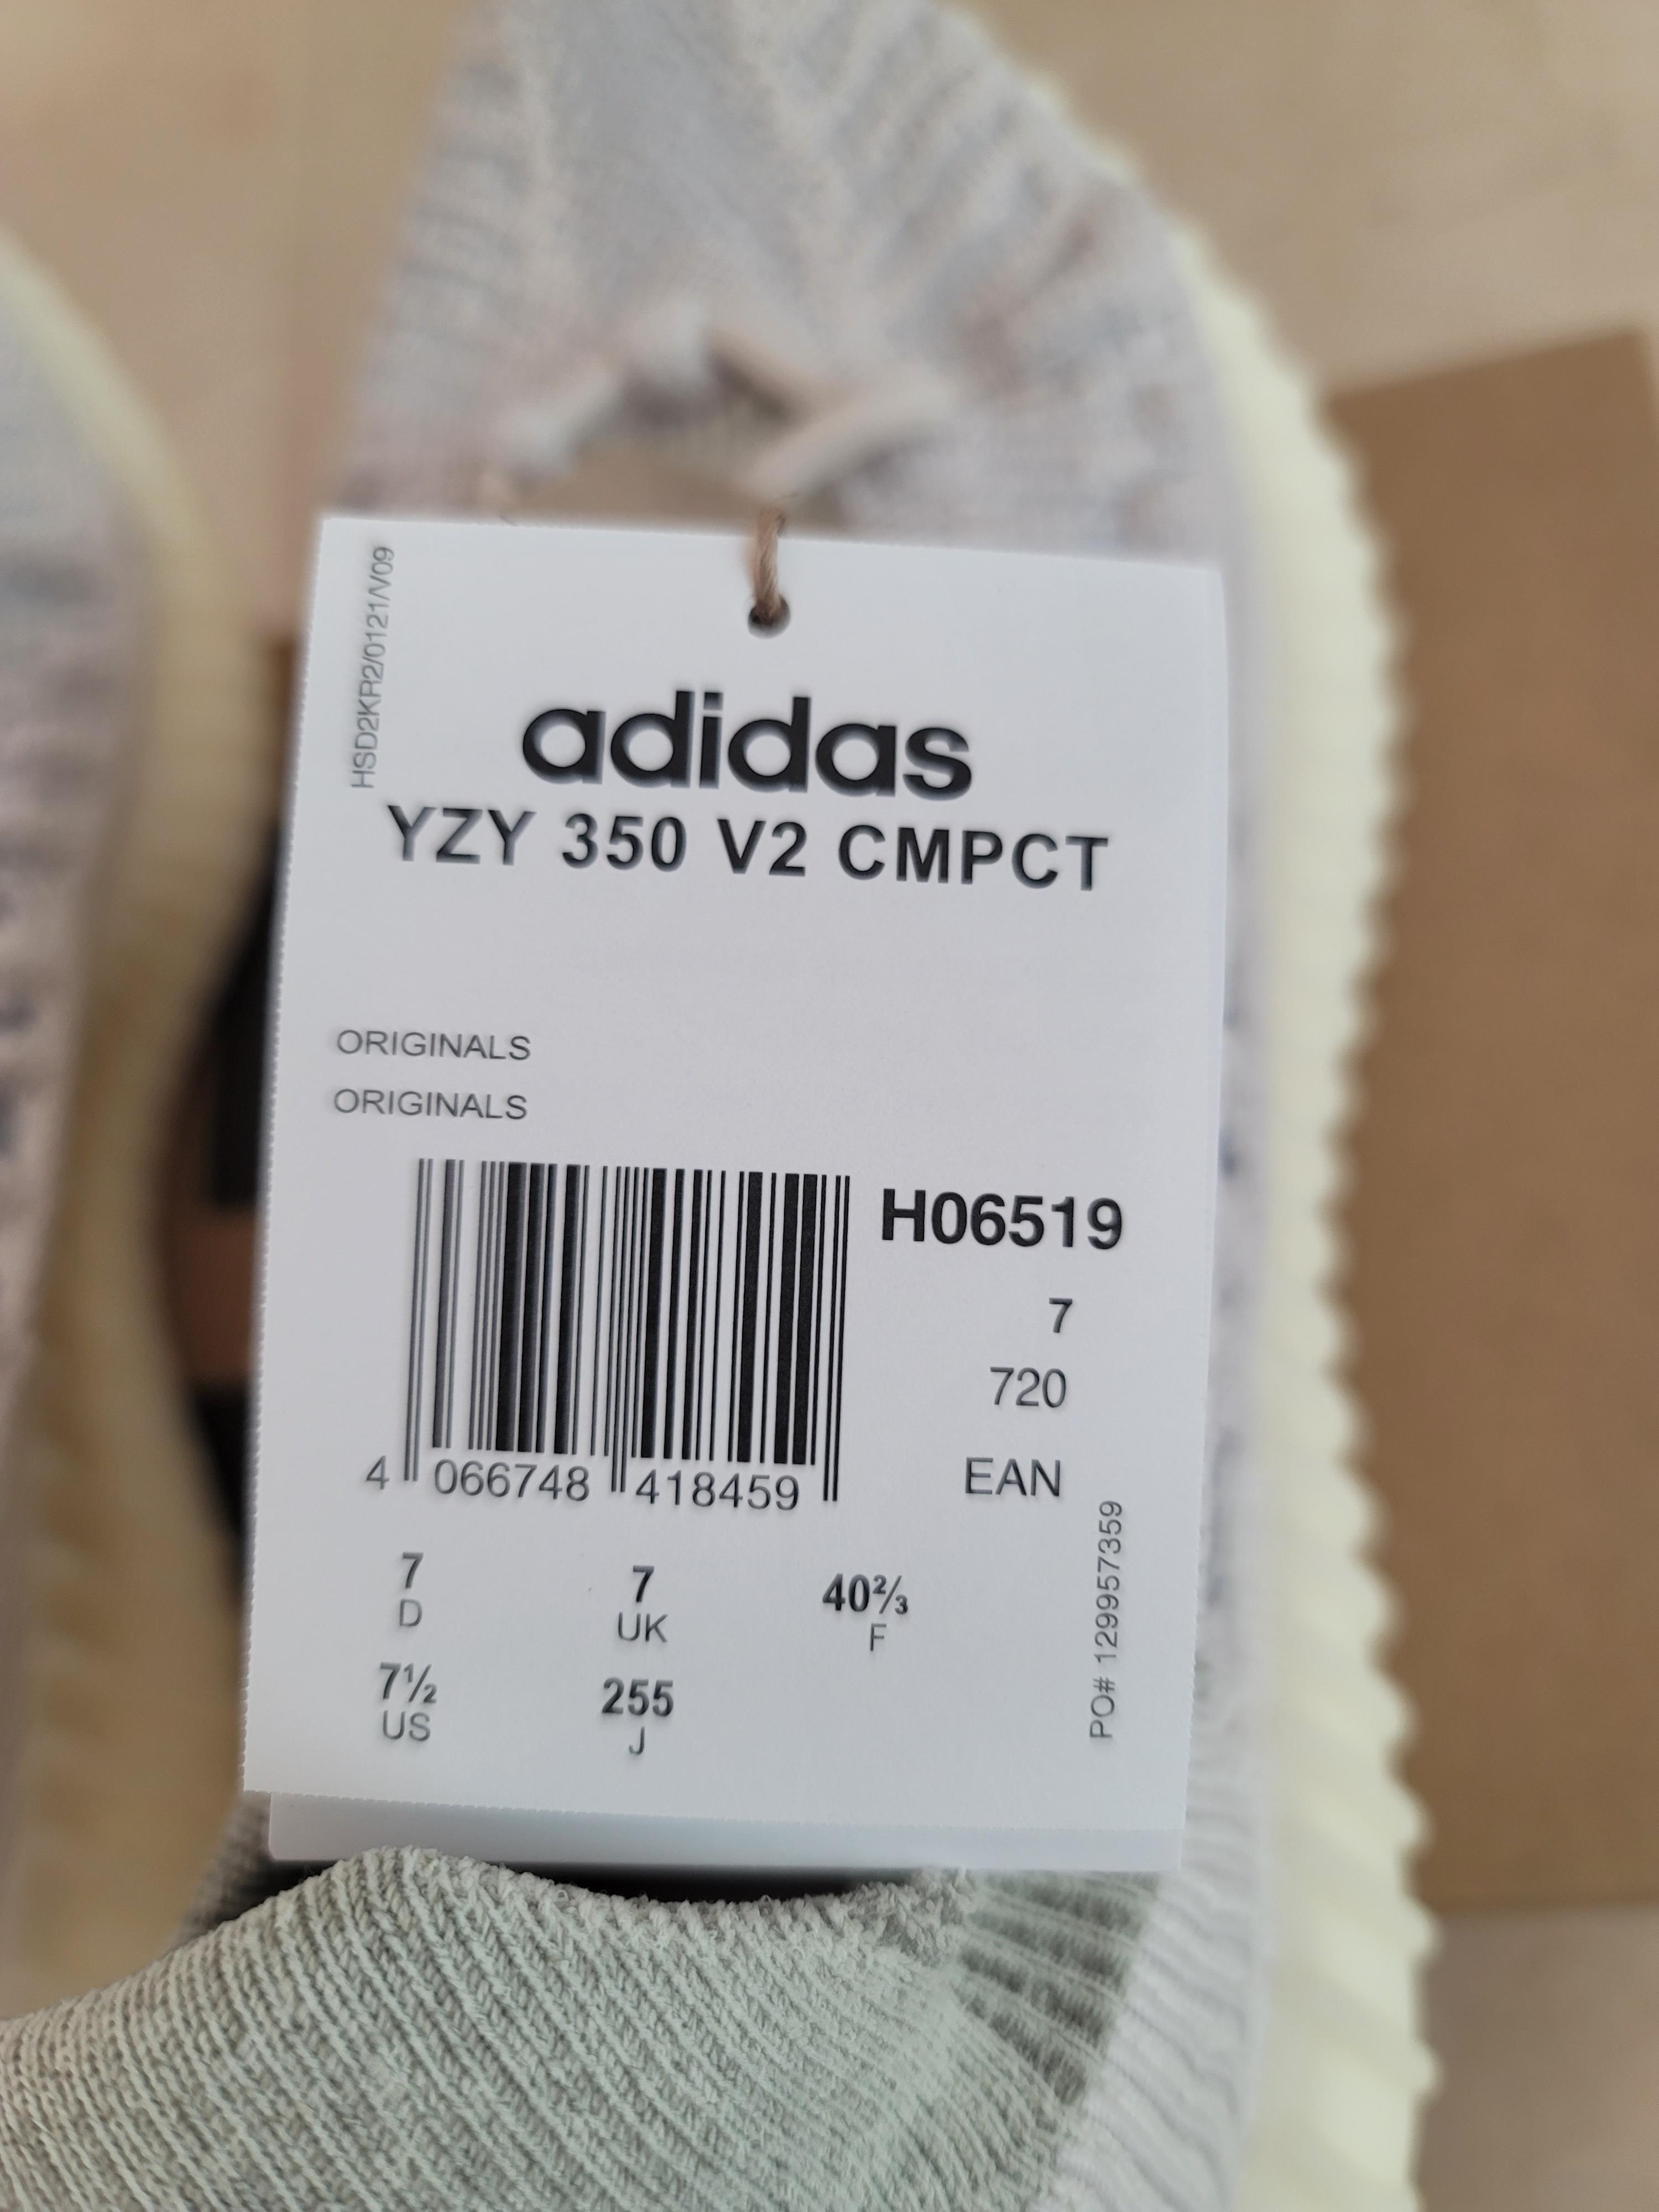 HSD2KR2/0121/V09
adidas
YZY 350 V2 CMPCT
ORIGINALS
ORIGINALS
H06519
7
720
EAN
4 066748 418459
7 7 40⅔
D UK F
7½ 255
US J
PO# 129957359